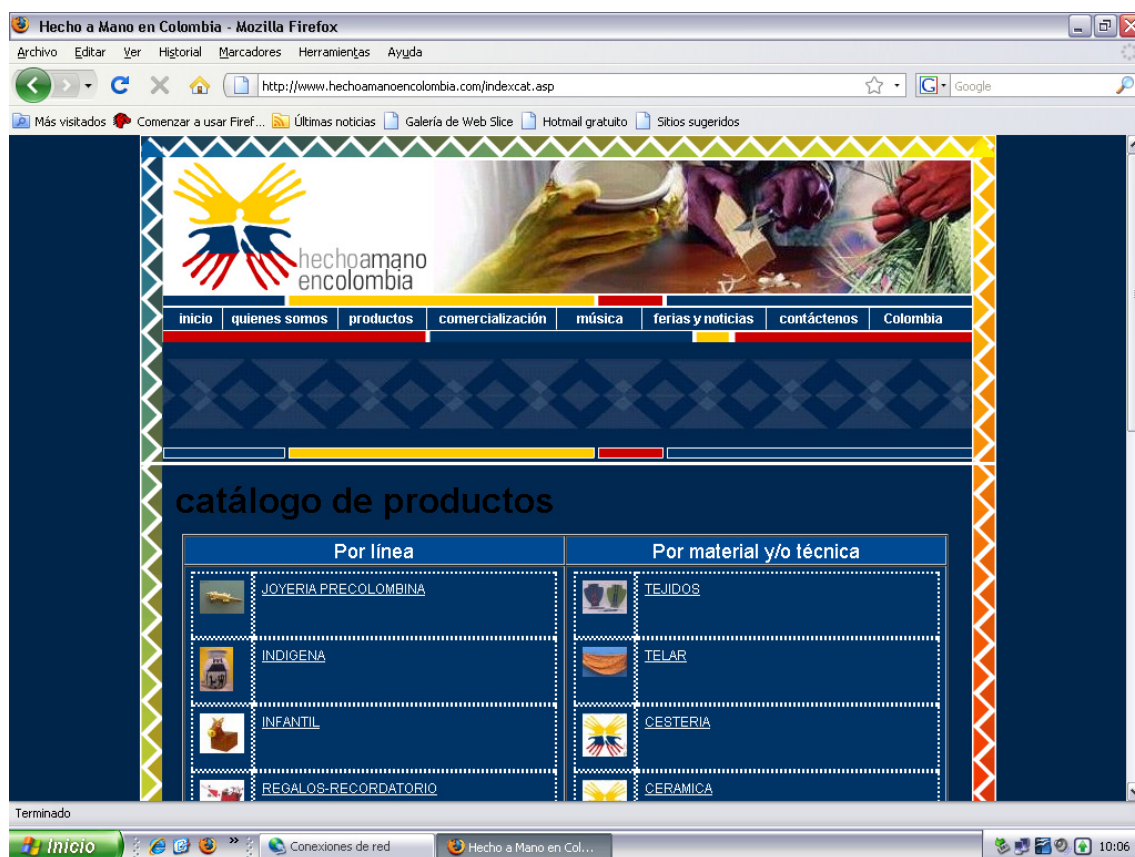 Hecho a Mano en Colombia - Mozilla Firefox
Archivo Editar Ver Historial Marcadores Herramientas Ayuda
http://www.hechoamanoencolombia.com/indexcat.asp
G Google
Más visitados Comenzar a usar Firef... Últimas noticias Galería de Web Slice Hotmail gratuito Sitios sugeridos
hechoamano
encolombia
inicio quienes somos productos comercialización música ferias y noticias contáctenos Colombia
catálogo de productos
Por línea Por material y/o técnica
JOYERIA PRECOLOMBINA TEJIDOS
INDIGENA TELAR
INFANTIL CESTERIA
REGALOS-RECORDATORIO CERAMICA
Terminado
Inicio » Conexiones de red Hecho a Mano en Col... 10:06